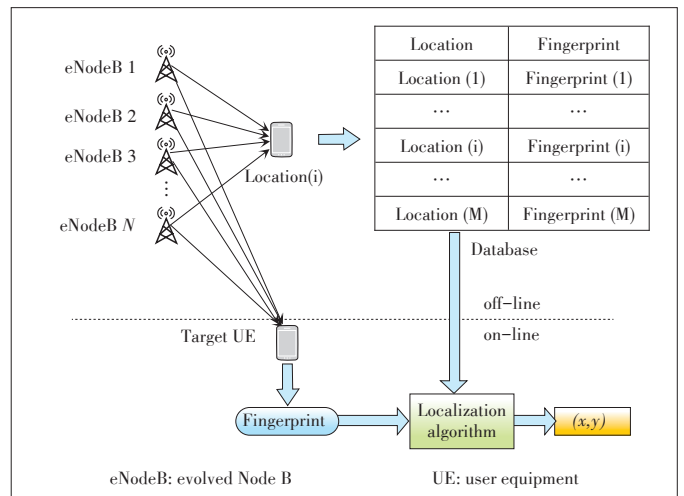 eNodeB 1
eNodeB 2
eNodeB 3
⋮
eNodeB N
Location(i)
Location Fingerprint
Location (1) Fingerprint (1)
… …
Location (i) Fingerprint (i)
… …
Location (M) Fingerprint (M)
Database
off-line
on-line
Target UE
Fingerprint
Localization
algorithm
(x,y)
eNodeB: evolved Node B UE: user equipment